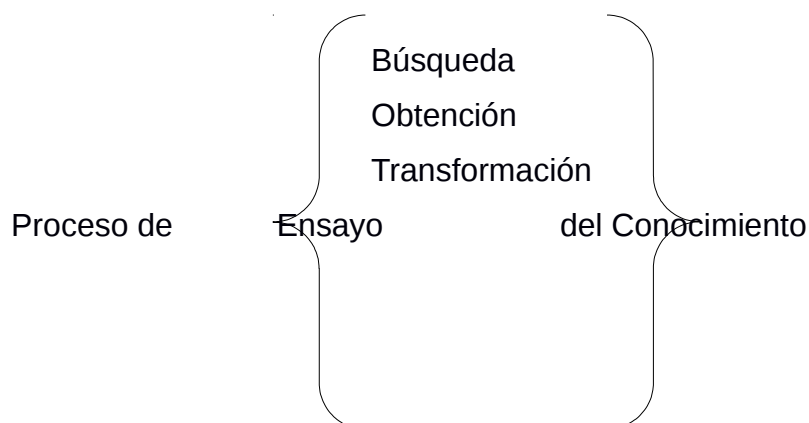 Búsqueda
Obtención
Transformación
Proceso de Ensayo del Conocimiento